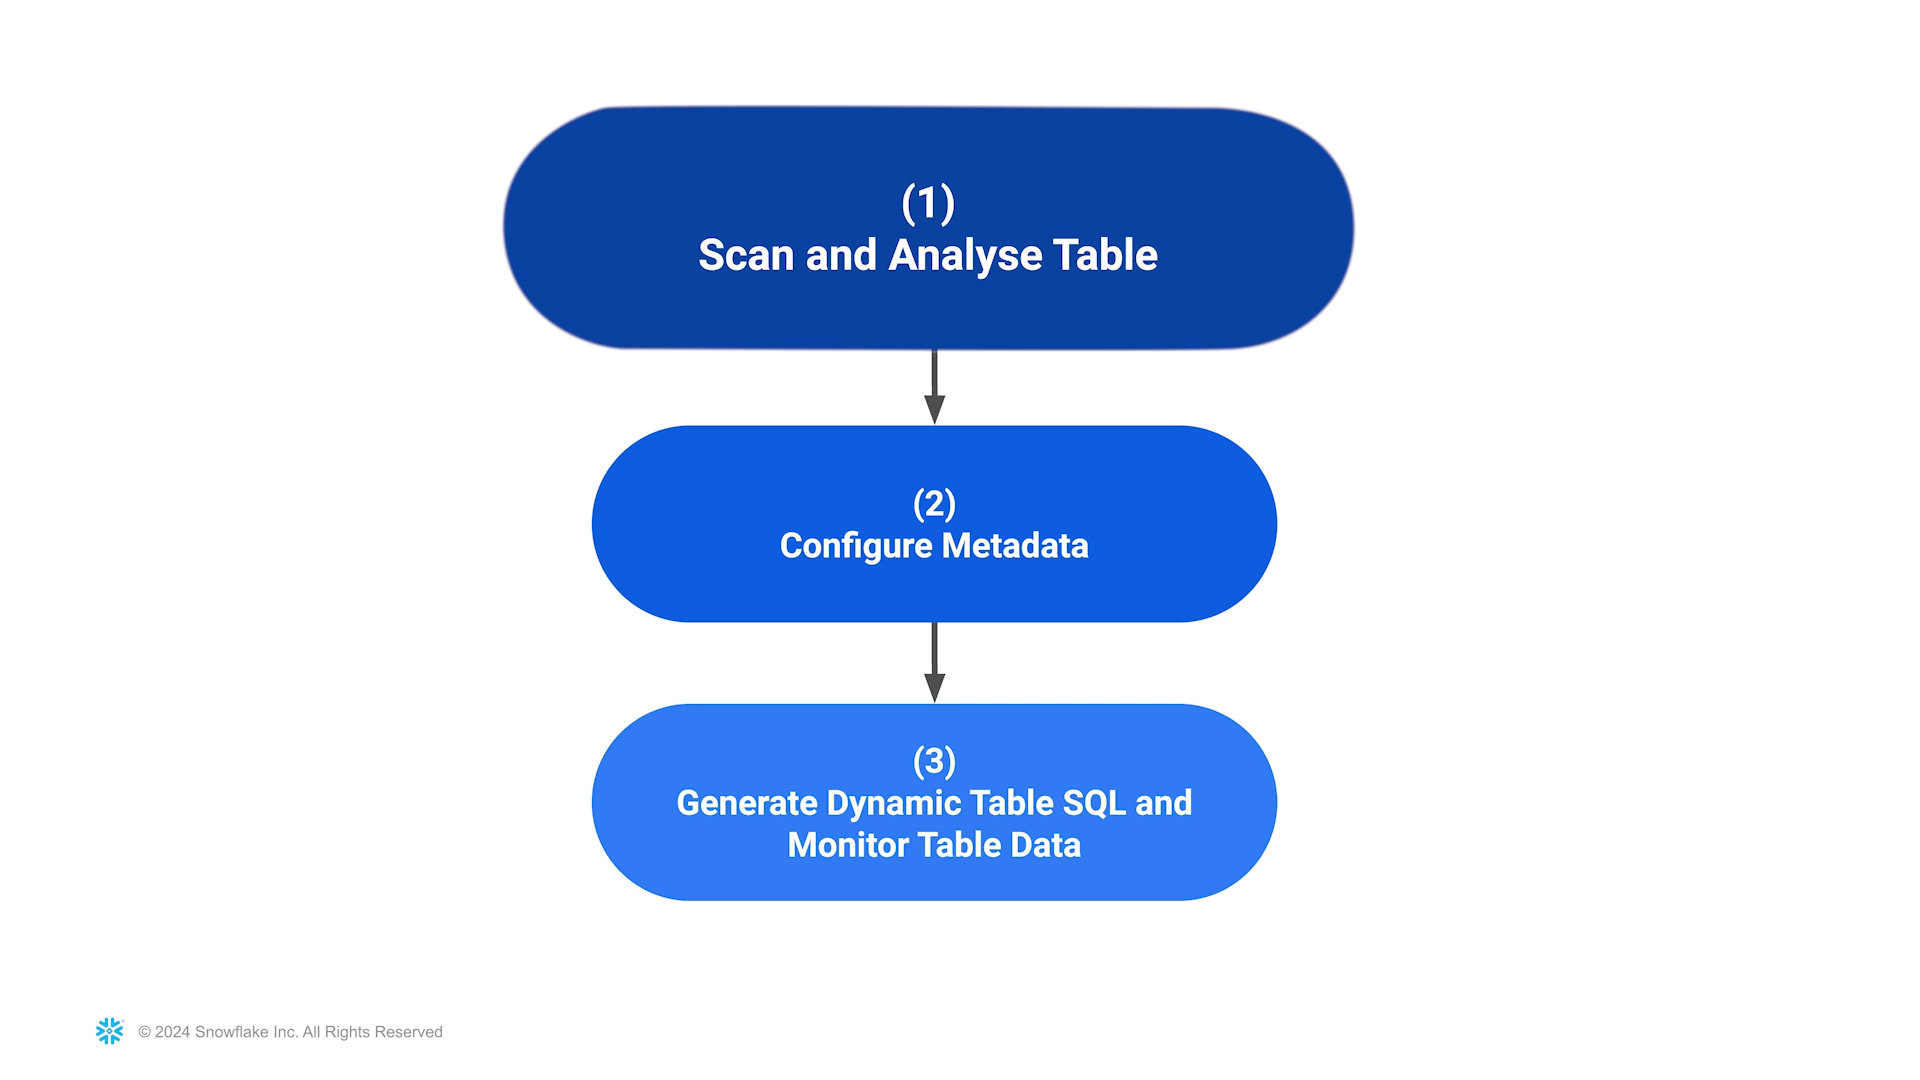 (1)
Scan and Analyse Table
(2)
Configure Metadata
(3)
Generate Dynamic Table SQL and
Monitor Table Data
© 2024 Snowflake Inc. All Rights Reserved